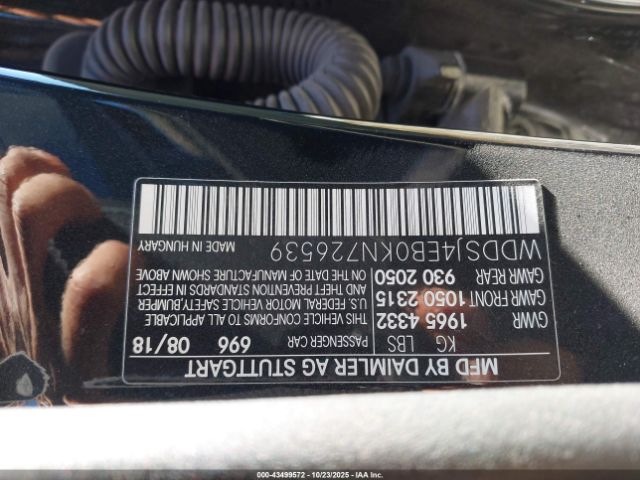 MFD BY DAIMLER AG STUTTGART
KG LBS PASSENGER CAR 696 08/18
GVWR 1965 4332
GAWR FRONT 1050 2315
GAWR REAR 930 2050
THIS VEHICLE CONFORMS TO ALL APPLICABLE
U.S. FEDERAL MOTOR VEHICLE SAFETY,BUMPER,
AND THEFT PREVENTION STANDARDS IN EFFECT
ON THE DATE OF MANUFACTURE SHOWN ABOVE
WDDSJ4EB0KN726539 MADE IN HUNGARY
00-43499572 10/23/2025 - IAA Inc.